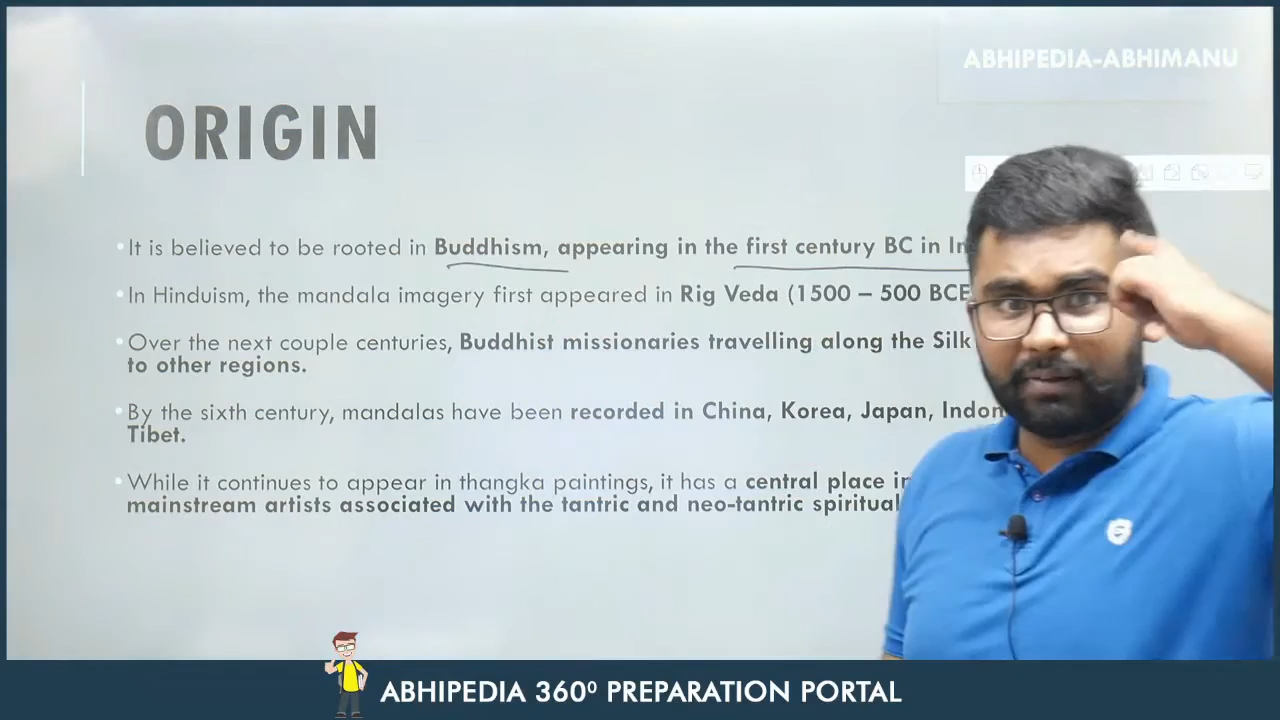 ABHIPEDIA-ABHIMANU
ORIGIN
It is believed to be rooted in Buddhism, appearing in the first century BC in
In Hinduism, the mandala imagery first appeared in Rig Veda (1500 – 500 BCE
Over the next couple centuries, Buddhist missionaries travelling along the Silk
to other regions.
By the sixth century, mandalas have been recorded in China, Korea, Japan,
Tibet.
While it continues to appear in thangka paintings, it has a central place
mainstream artists associated with the tantric and neo-tantric
ABHIPEDIA 360⁰ PREPARATION PORTAL